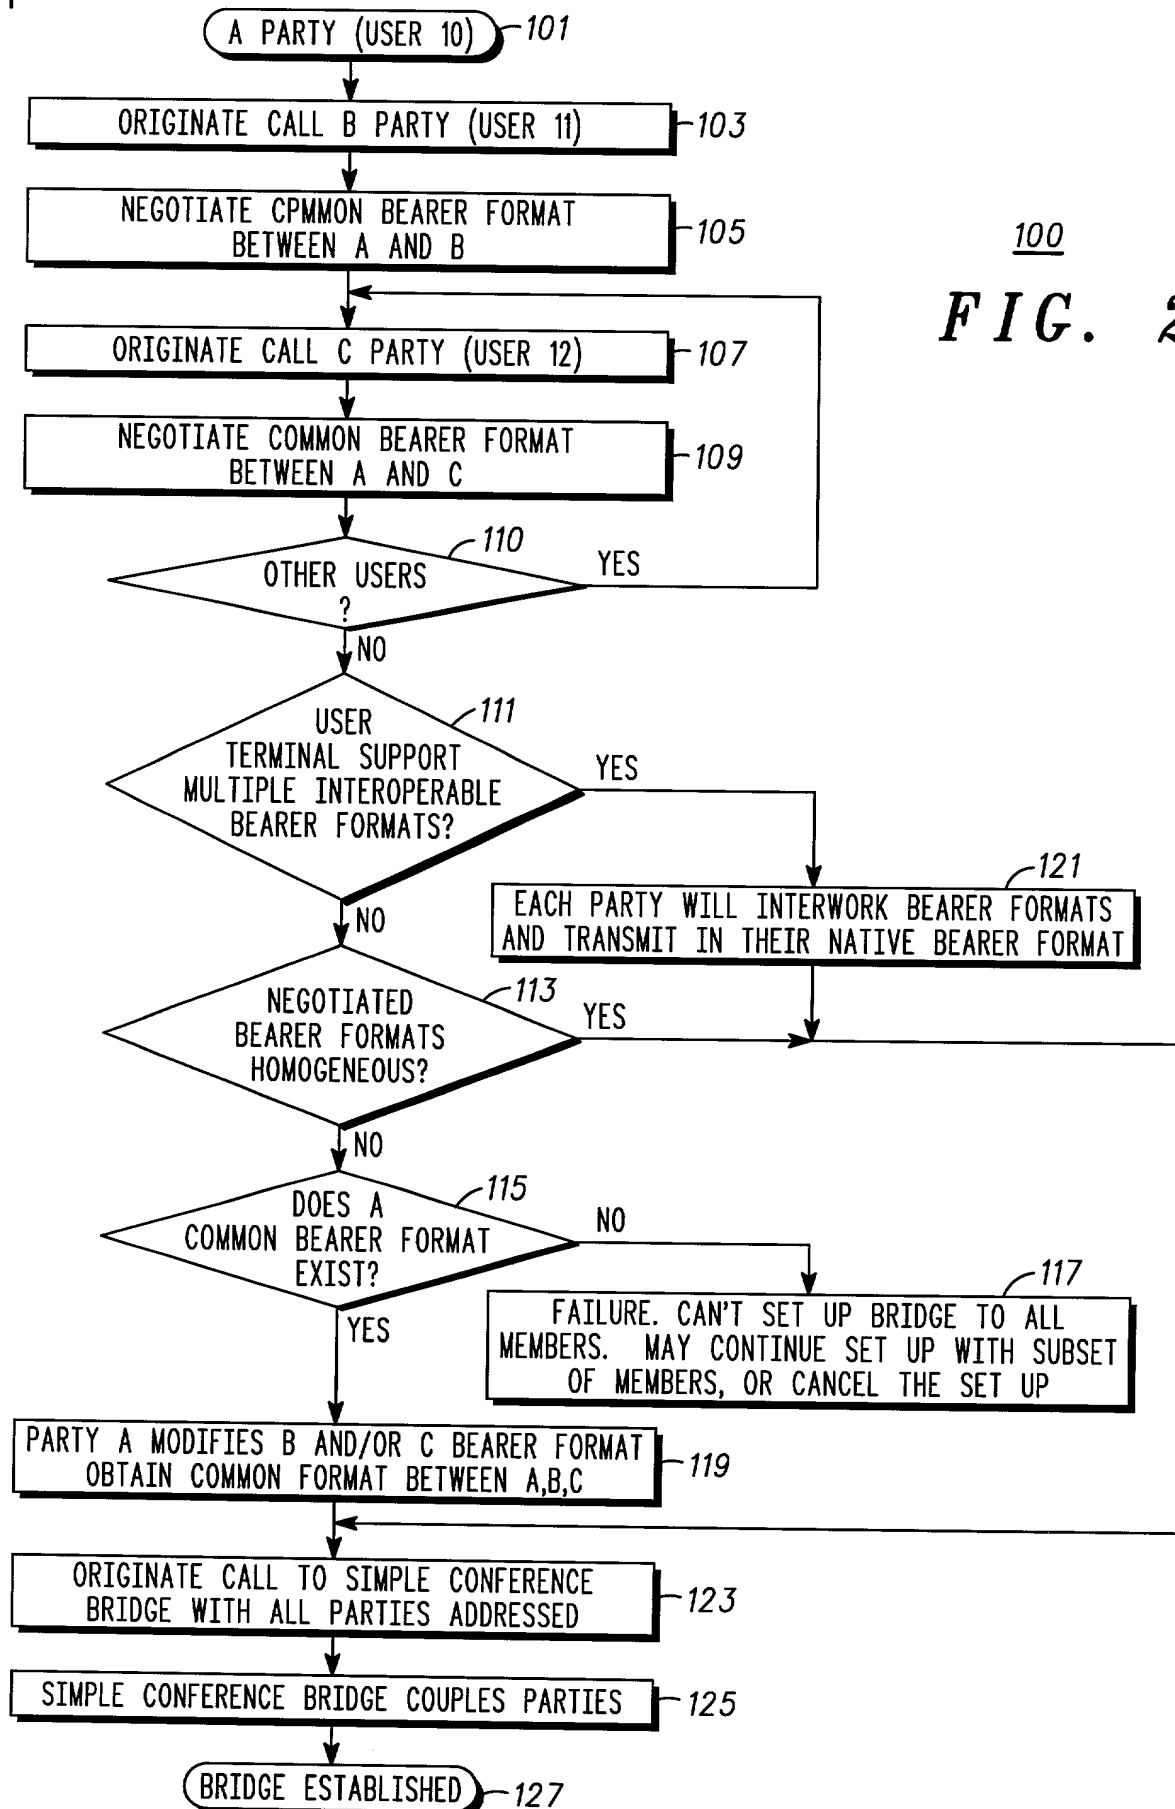 A PARTY (USER 10)
101
ORIGINATE CALL B PARTY (USER 11)
103
NEGOTIATE CPMMON BEARER FORMAT
BETWEEN A AND B
105
100
FIG. 2
ORIGINATE CALL C PARTY (USER 12)
107
NEGOTIATE COMMON BEARER FORMAT
BETWEEN A AND C
109
110
OTHER USERS
?
YES
NO
111
USER
TERMINAL SUPPORT
MULTIPLE INTEROPERABLE
BEARER FORMATS?
YES
NO
121
EACH PARTY WILL INTERWORK BEARER FORMATS
AND TRANSMIT IN THEIR NATIVE BEARER FORMAT
113
NEGOTIATED
BEARER FORMATS
HOMOGENEOUS?
YES
NO
115
DOES A
COMMON BEARER FORMAT
EXIST?
NO
YES
117
FAILURE. CAN'T SET UP BRIDGE TO ALL
MEMBERS. MAY CONTINUE SET UP WITH SUBSET
OF MEMBERS, OR CANCEL THE SET UP
PARTY A MODIFIES B AND/OR C BEARER FORMAT
OBTAIN COMMON FORMAT BETWEEN A,B,C
119
ORIGINATE CALL TO SIMPLE CONFERENCE
BRIDGE WITH ALL PARTIES ADDRESSED
123
SIMPLE CONFERENCE BRIDGE COUPLES PARTIES
125
BRIDGE ESTABLISHED
127